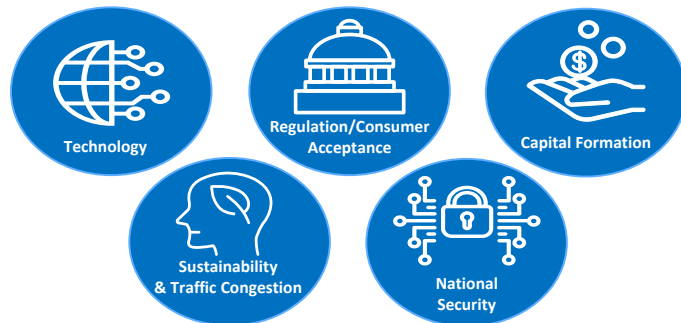 Technology
Regulation/Consumer
Acceptance
$
Capital Formation
Sustainability
& Traffic Congestion
National
Security